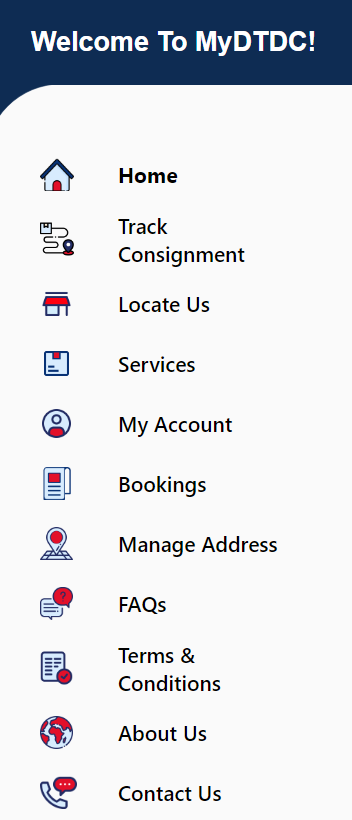 Welcome To MyDTDC!
Home
Track
Consignment
Locate Us
Services
My Account
Bookings
Manage Address
FAQs
Terms &
Conditions
About Us
Contact Us